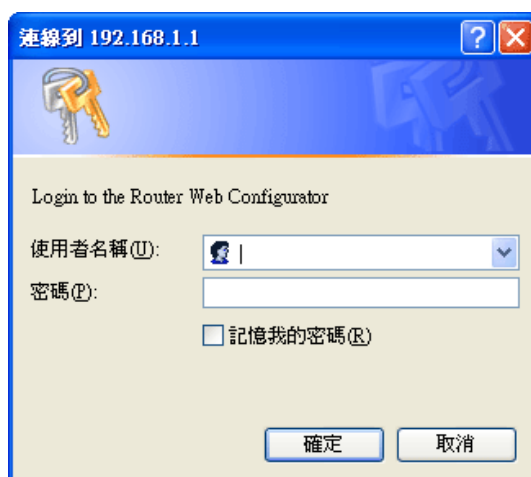 連線到 192.168.1.1
Login to the Router Web Configurator
使用者名稱(U):
密碼(P):
記憶我的密碼(R)
確定 取消